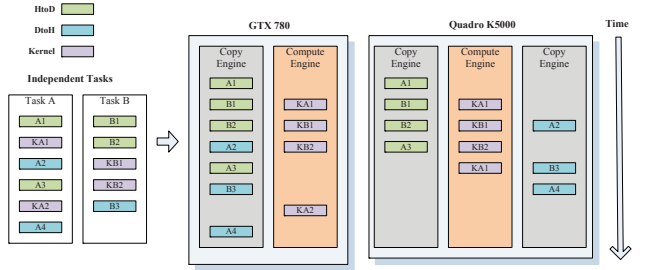 HtoD
DtoH
Kernel
Independent Tasks
Task A
A1
KA1
A2
A3
KA2
A4
Task B
B1
B2
KB1
KB2
B3
GTX 780
Copy
Engine
A1
B1
B2
A2
A3
B3
A4
Compute
Engine
KA1
KB1
KB2
KA2
Quadro K5000
Copy
Engine
A1
B1
B2
A3
Compute
Engine
KA1
KB1
KB2
KA1
Copy
Engine
A2
B3
A4
Time